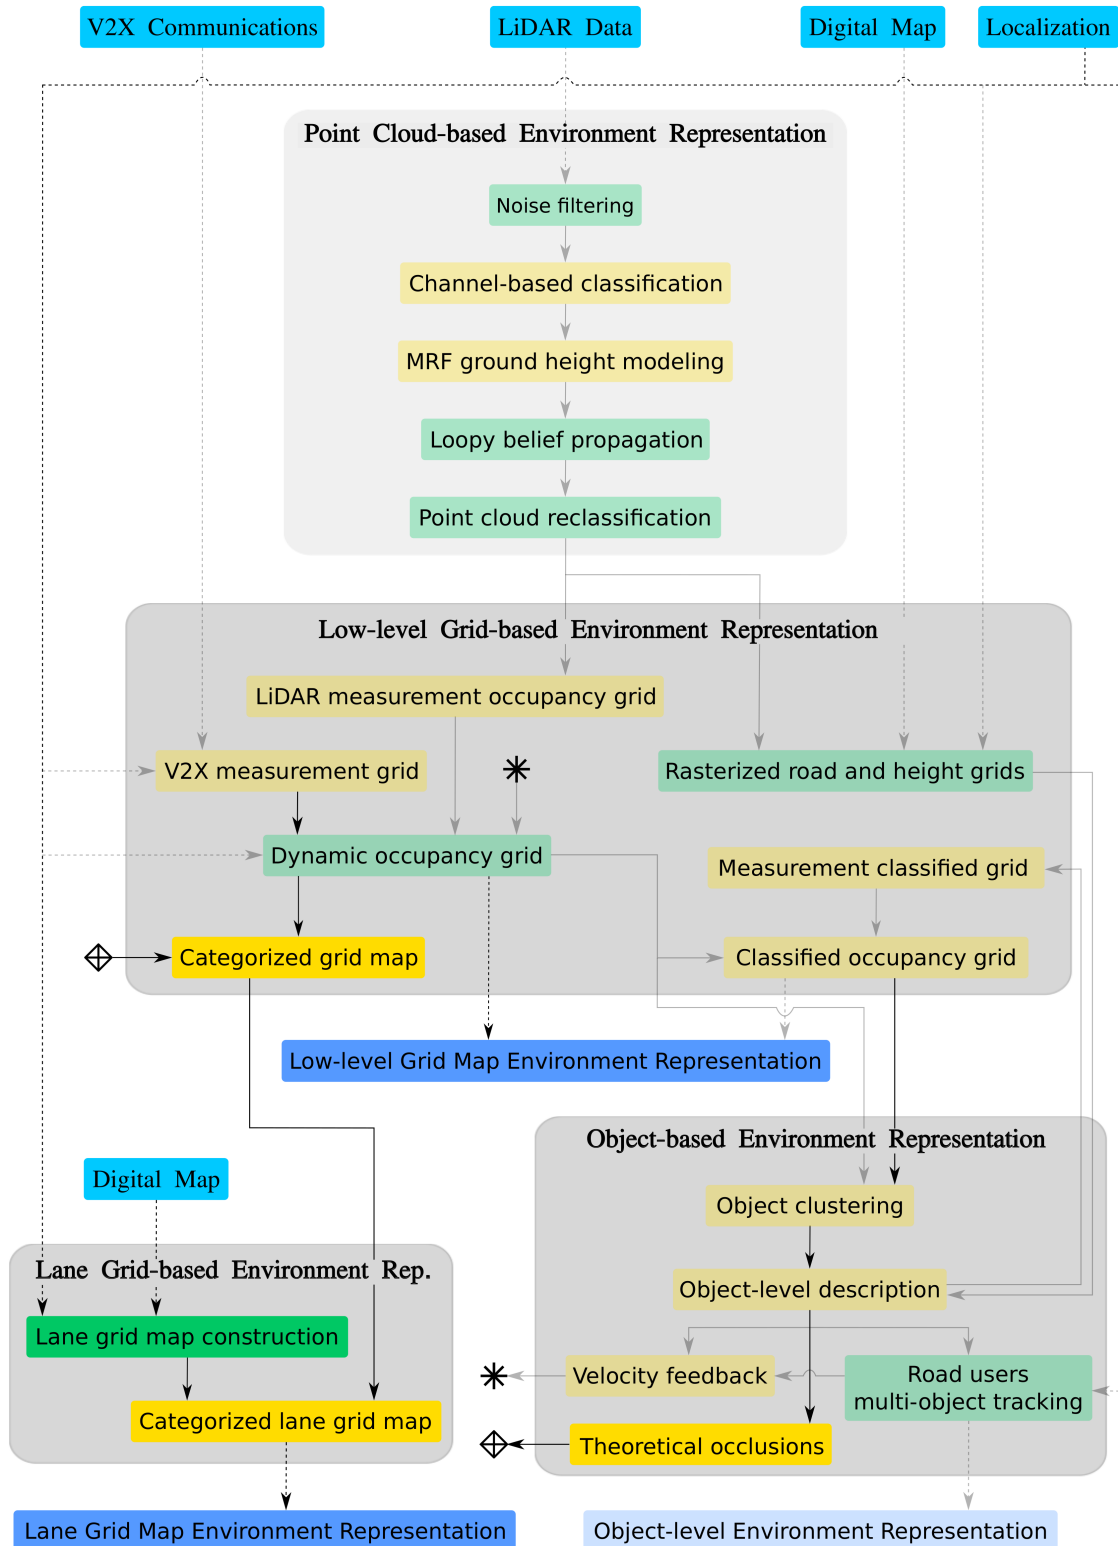 V2X Communications
LiDAR Data
Digital Map
Localization
Point Cloud-based Environment Representation
Noise filtering
Channel-based classification
MRF ground height modeling
Loopy belief propagation
Point cloud reclassification
Low-level Grid-based Environment Representation
LiDAR measurement occupancy grid
V2X measurement grid
Rasterized road and height grids
Dynamic occupancy grid
Measurement classified grid
Categorized grid map
Classified occupancy grid
Low-level Grid Map Environment Representation
Object-based Environment Representation
Digital Map
Object clustering
Lane Grid-based Environment Rep.
Object-level description
Lane grid map construction
Velocity feedback
Road users
multi-object tracking
Categorized lane grid map
Theoretical occlusions
Lane Grid Map Environment Representation
Object-level Environment Representation